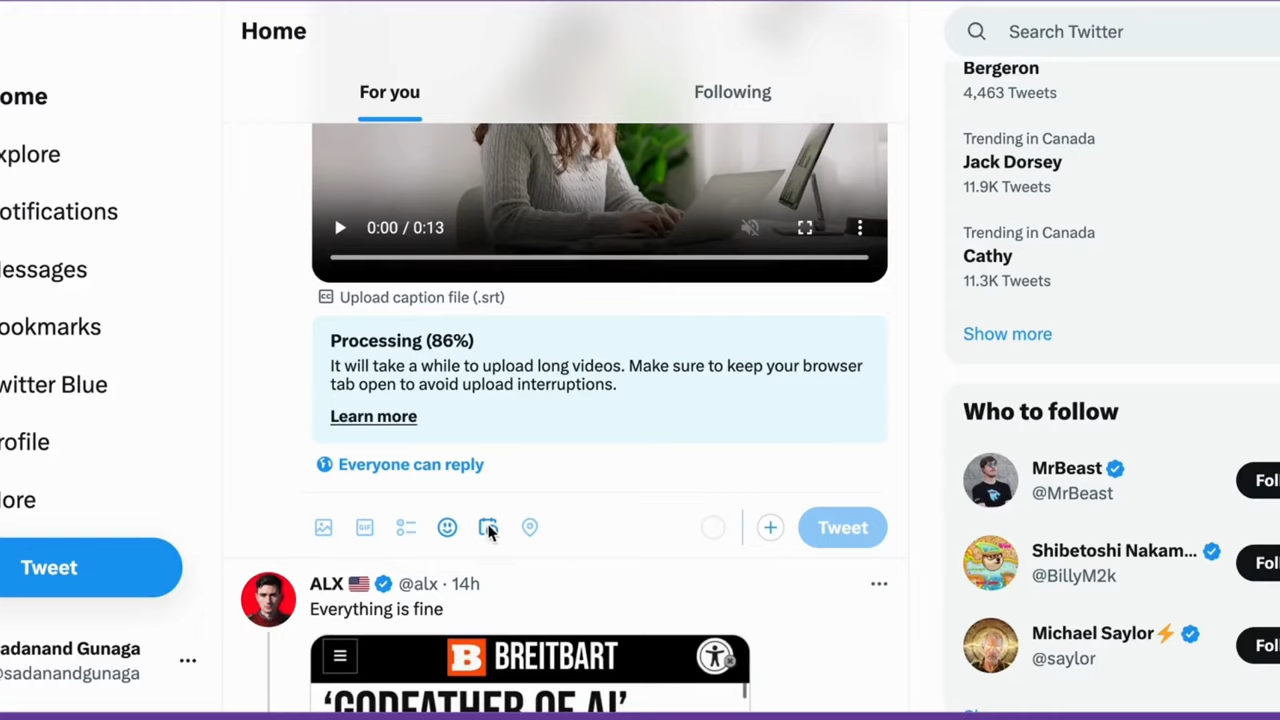 Home
For you
Following
ome
xplore
otifications
lessages
ookmarks
witter Blue
rofile
ore
Tweet
adanand Gunaga
sadanandgunaga
0:00 / 0:13
CC Upload caption file (.srt)
Processing (86%)
It will take a while to upload long videos. Make sure to keep your browser
tab open to avoid upload interruptions.
Learn more
Everyone can reply
GIF
Tweet
ALX 🇺🇸 @alx · 14h
Everything is fine
B BREITBART
'GODFATHER OF AI'
Search Twitter
Bergeron
4,463 Tweets
Trending in Canada
Jack Dorsey
11.9K Tweets
Trending in Canada
Cathy
11.3K Tweets
Show more
Who to follow
MrBeast
@MrBeast
Fol
Shibetoshi Nakam...
@BillyM2k
Fol
Michael Saylor⚡
@saylor
Fol